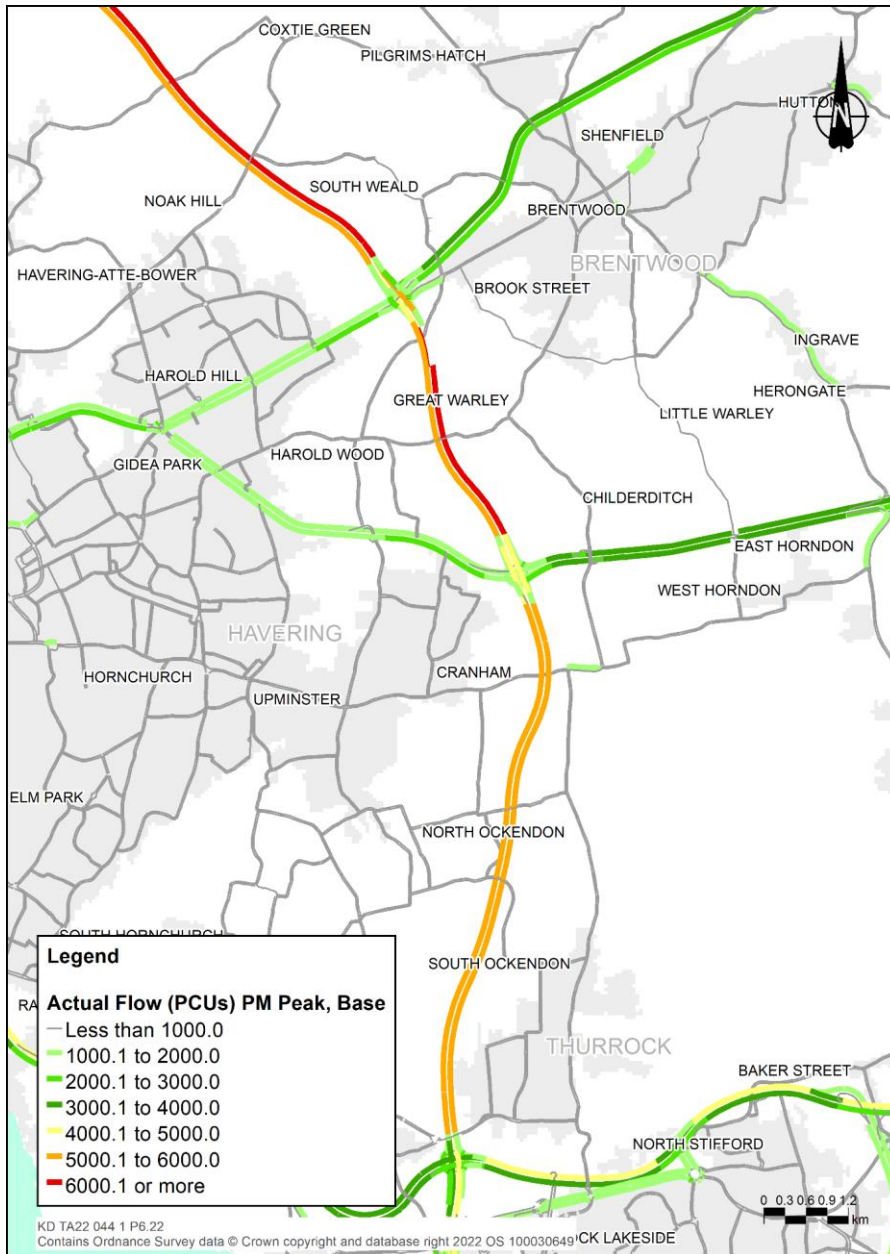 COXTIE GREEN
PILGRIMS HATCH
HUTTON
N
SHENFIELD
SOUTH WEALD
NOAK HILL
BRENTWOOD
HAVERING-ATTE-BOWER
BRENTWOOD
BROOK STREET
INGRAVE
HAROLD HILL
HERONGATE
GREAT WARLEY
LITTLE WARLEY
HAROLD WOOD
GIDEA PARK
CHILDERDITCH
EAST HORNDON
WEST HORNDON
HAVERING
CRANHAM
HORNCHURCH
UPMINSTER
ELM PARK
NORTH OCKENDON
SOUTH HORNCHURCH
SOUTH OCKENDON
RA
THURROCK
BAKER STREET
NORTH STIFFORD
OCK LAKESIDE
Legend
Actual Flow (PCUs) PM Peak, Base
Less than 1000.0
1000.1 to 2000.0
2000.1 to 3000.0
3000.1 to 4000.0
4000.1 to 5000.0
5000.1 to 6000.0
6000.1 or more
0 0.3 0.6 0.9 1.2
km
KD TA22 044 1 P6.22
Contains Ordnance Survey data © Crown copyright and database right 2022 OS 100030649